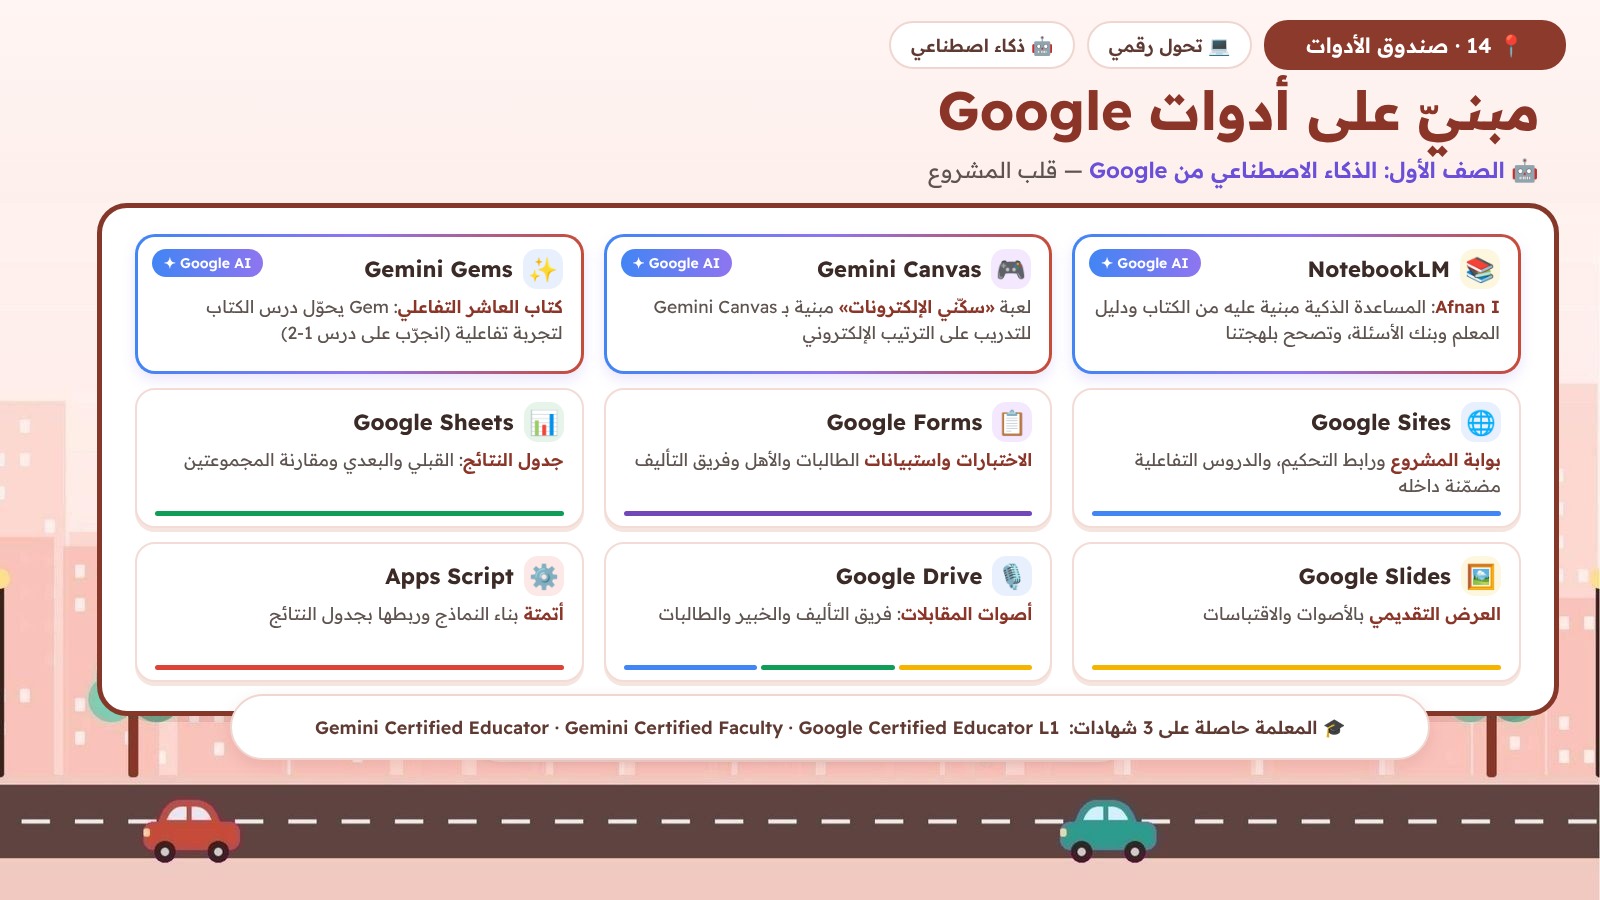 📍 14 · صندوق الأدوات
💻 تحول رقمي
🤖 ذكاء اصطناعي
مبنيّ على أدوات Google
🤖 الصف الأول: الذكاء الاصطناعي من Google — قلب المشروع
NotebookLM
✦ Google AI
Afnan I: المساعدة الذكية مبنية عليه من الكتاب ودليل
المعلم وبنك الأسئلة، وتصحح بلهجتنا
Gemini Canvas
✦ Google AI
لعبة «سكّني الإلكترونات» مبنية بـ Gemini Canvas
للتدريب على الترتيب الإلكتروني
Gemini Gems
✦ Google AI
كتاب العاشر التفاعلي: Gem يحوّل درس الكتاب
لتجربة تفاعلية (انجرّب على درس 1-2)
Google Sites
بوابة المشروع ورابط التحكيم، والدروس التفاعلية
مضمّنة داخله
Google Forms
الاختبارات واستبيانات الطالبات والأهل وفريق التأليف
Google Sheets
جدول النتائج: القبلي والبعدي ومقارنة المجموعتين
Google Slides
العرض التقديمي بالأصوات والاقتباسات
Google Drive
أصوات المقابلات: فريق التأليف والخبير والطالبات
Apps Script
أتمتة بناء النماذج وربطها بجدول النتائج
🎓 المعلمة حاصلة على 3 شهادات: Gemini Certified Educator · Gemini Certified Faculty · Google Certified Educator L1